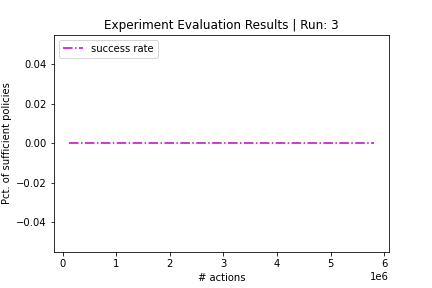 Experiment Evaluation Results | Run: 3
success rate
Pct. of sufficient policies
0.04
0.02
0.00
−0.02
−0.04
0 1 2 3 4 5 6
1e6
# actions